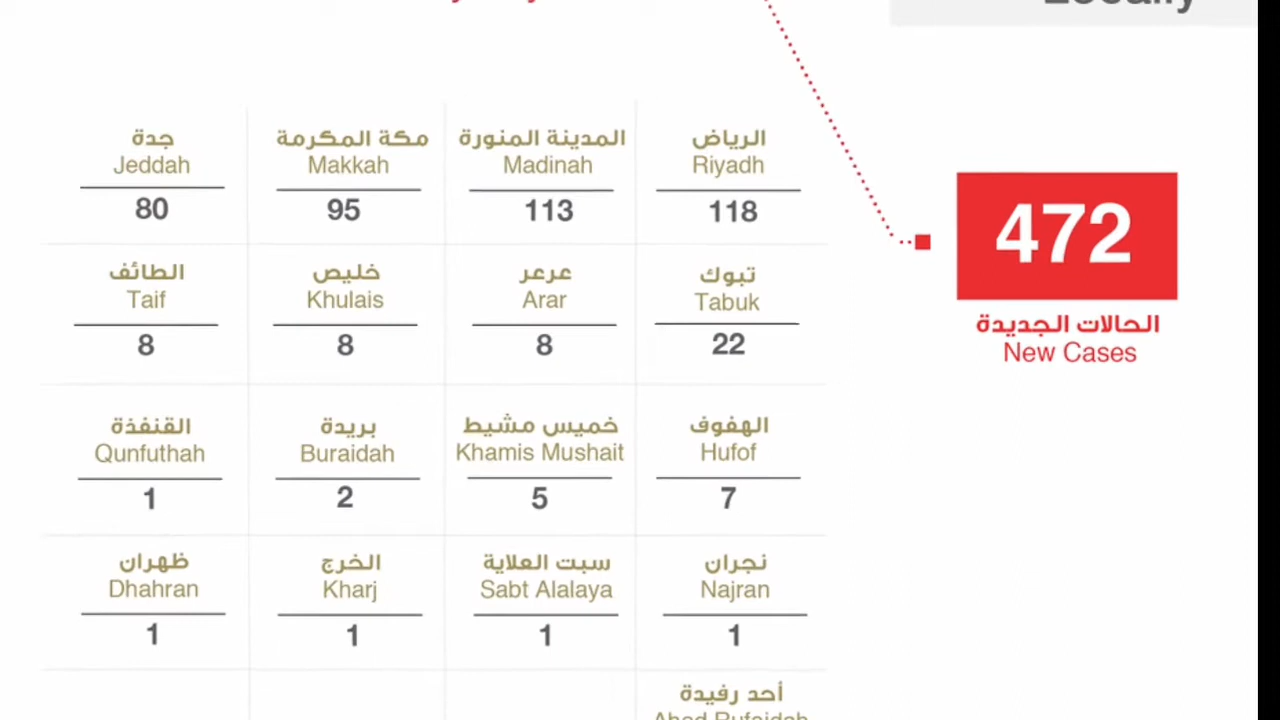 Locally
جدة
Jeddah
80
مكة المكرمة
Makkah
95
المدينة المنورة
Madinah
113
الرياض
Riyadh
118
472
الحالات الجديدة
New Cases
الطائف
Taif
8
خليص
Khulais
8
عرعر
Arar
8
تبوك
Tabuk
22
القنفذة
Qunfuthah
1
بريدة
Buraidah
2
خميس مشيط
Khamis Mushait
5
الهفوف
Hufof
7
ظهران
Dhahran
1
الخرج
Kharj
1
سبت العلاية
Sabt Alalaya
1
نجران
Najran
1
أحد رفيدة
Ahad Rufaidah